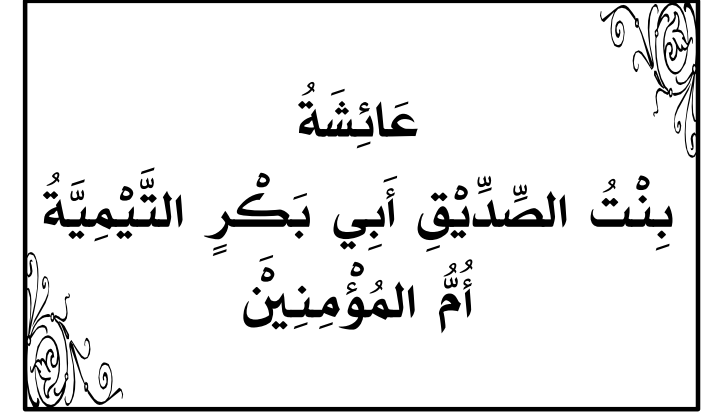 عَائِشَةُ
بِنْتُ الصِّدِّيْقِ أَبِي بَكْرٍ التَّيْمِيَّةُ
أُمُّ المُؤْمِنِيْنَ